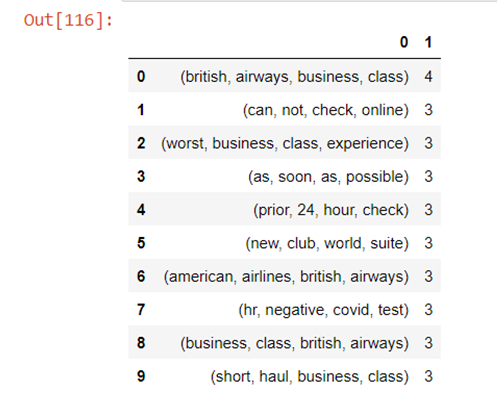 Out[116]:
0 1
0 (british, airways, business, class) 4
1 (can, not, check, online) 3
2 (worst, business, class, experience) 3
3 (as, soon, as, possible) 3
4 (prior, 24, hour, check) 3
5 (new, club, world, suite) 3
6 (american, airlines, british, airways) 3
7 (hr, negative, covid, test) 3
8 (business, class, british, airways) 3
9 (short, haul, business, class) 3